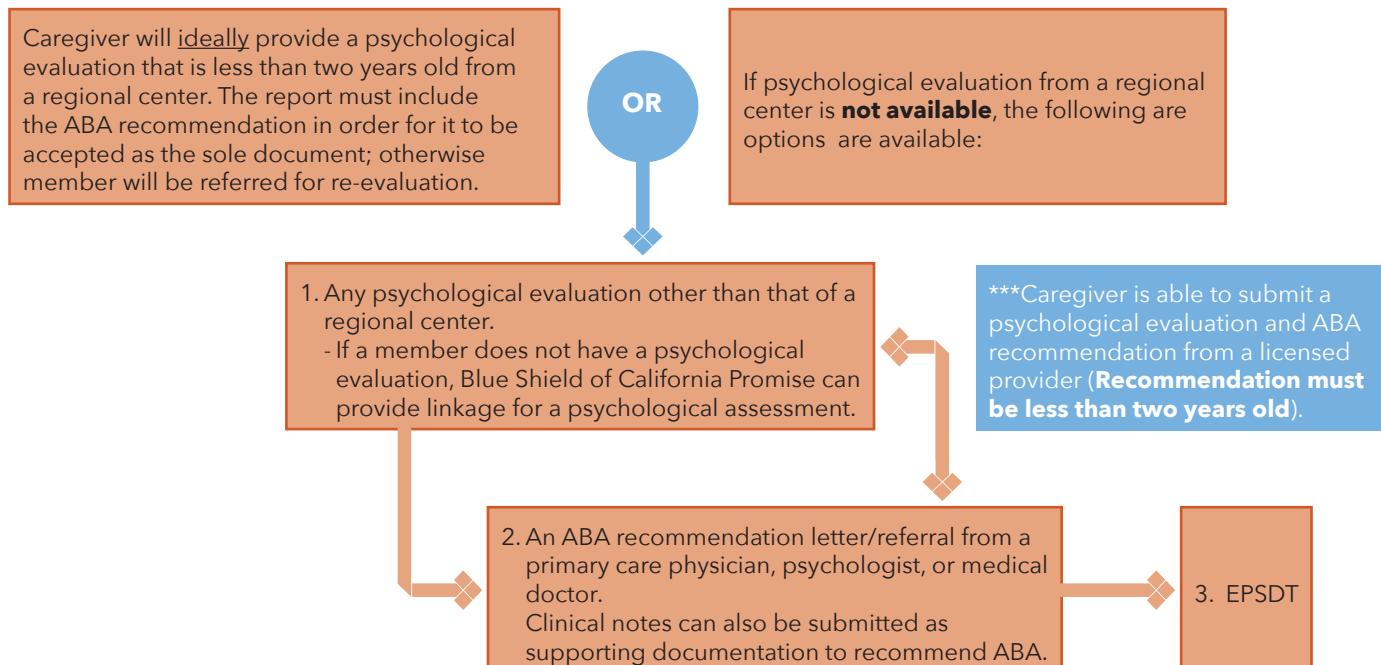 Caregiver will ideally provide a psychological
evaluation that is less than two years old from
a regional center. The report must include
the ABA recommendation in order for it to be
accepted as the sole document; otherwise
member will be referred for re-evaluation.
OR
If psychological evaluation from a regional
center is not available, the following are
options are available:
1. Any psychological evaluation other than that of a
regional center.
- If a member does not have a psychological
evaluation, Blue Shield of California Promise can
provide linkage for a psychological assessment.
***Caregiver is able to submit a
psychological evaluation and ABA
recommendation from a licensed
provider (Recommendation must
be less than two years old).
2. An ABA recommendation letter/referral from a
primary care physician, psychologist, or medical
doctor.
Clinical notes can also be submitted as
supporting documentation to recommend ABA.
3. EPSDT